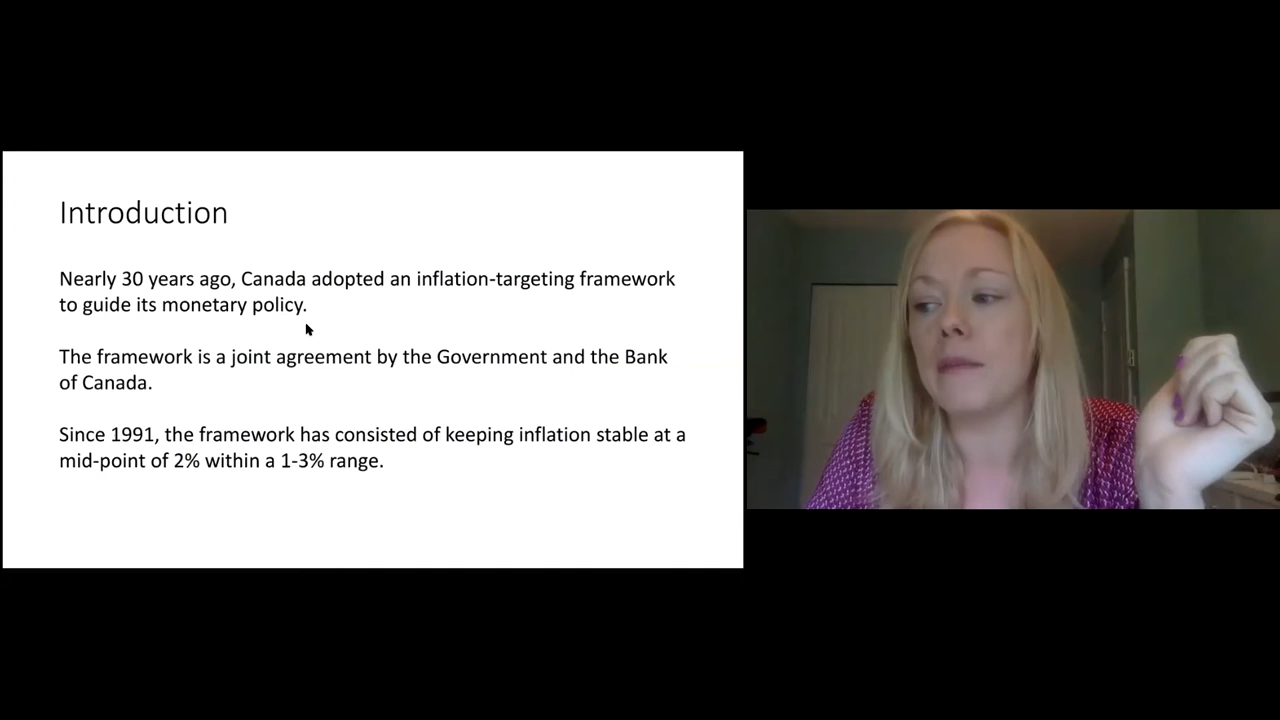 Introduction
Nearly 30 years ago, Canada adopted an inflation-targeting framework
to guide its monetary policy.
The framework is a joint agreement by the Government and the Bank
of Canada.
Since 1991, the framework has consisted of keeping inflation stable at a
mid-point of 2% within a 1-3% range.